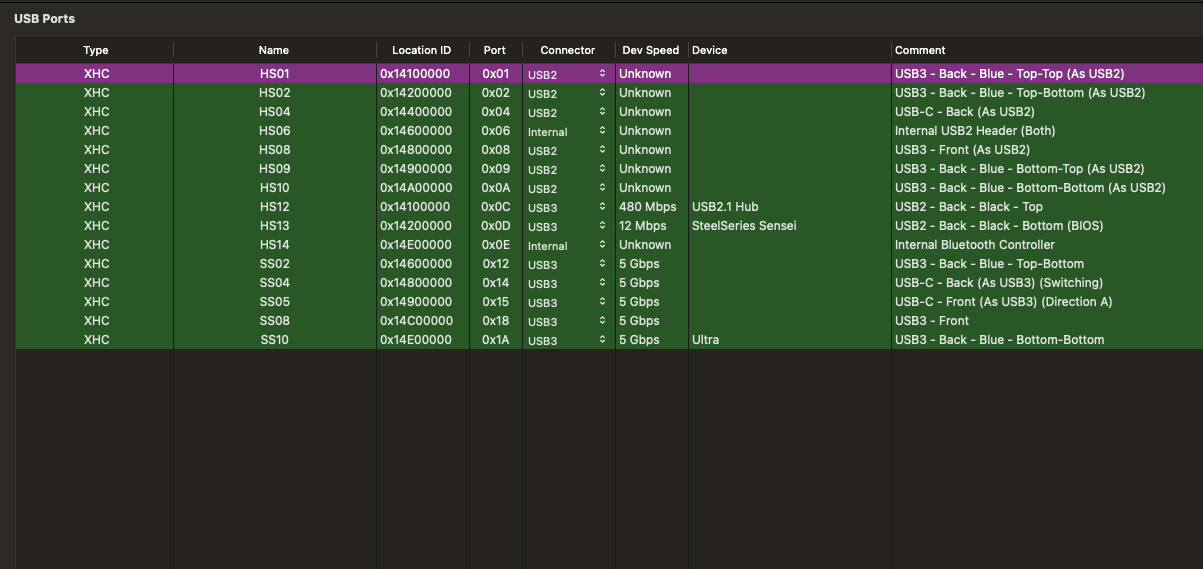 USB Ports
Type Name Location ID Port Connector Dev Speed Device Comment
XHC HS01 0x14100000 0x01 USB2 Unknown USB3 - Back - Blue - Top-Top (As USB2)
XHC HS02 0x14200000 0x02 USB2 Unknown USB3 - Back - Blue - Top-Bottom (As USB2)
XHC HS04 0x14400000 0x04 USB2 Unknown USB-C - Back (As USB2)
XHC HS06 0x14600000 0x06 Internal Unknown Internal USB2 Header (Both)
XHC HS08 0x14800000 0x08 USB2 Unknown USB3 - Front (As USB2)
XHC HS09 0x14900000 0x09 USB2 Unknown USB3 - Back - Blue - Bottom-Top (As USB2)
XHC HS10 0x14A00000 0x0A USB2 Unknown USB3 - Back - Blue - Bottom-Bottom (As USB2)
XHC HS12 0x14100000 0x0C USB3 480 Mbps USB2.1 Hub USB2 - Back - Black - Top
XHC HS13 0x14200000 0x0D USB3 12 Mbps SteelSeries Sensei USB2 - Back - Black - Bottom (BIOS)
XHC HS14 0x14E00000 0x0E Internal Unknown Internal Bluetooth Controller
XHC SS02 0x14600000 0x12 USB3 5 Gbps USB3 - Back - Blue - Top-Bottom
XHC SS04 0x14800000 0x14 USB3 5 Gbps USB-C - Back (As USB3) (Switching)
XHC SS05 0x14900000 0x15 USB3 5 Gbps USB-C - Front (As USB3) (Direction A)
XHC SS08 0x14C00000 0x18 USB3 5 Gbps USB3 - Front
XHC SS10 0x14E00000 0x1A USB3 5 Gbps Ultra USB3 - Back - Blue - Bottom-Bottom